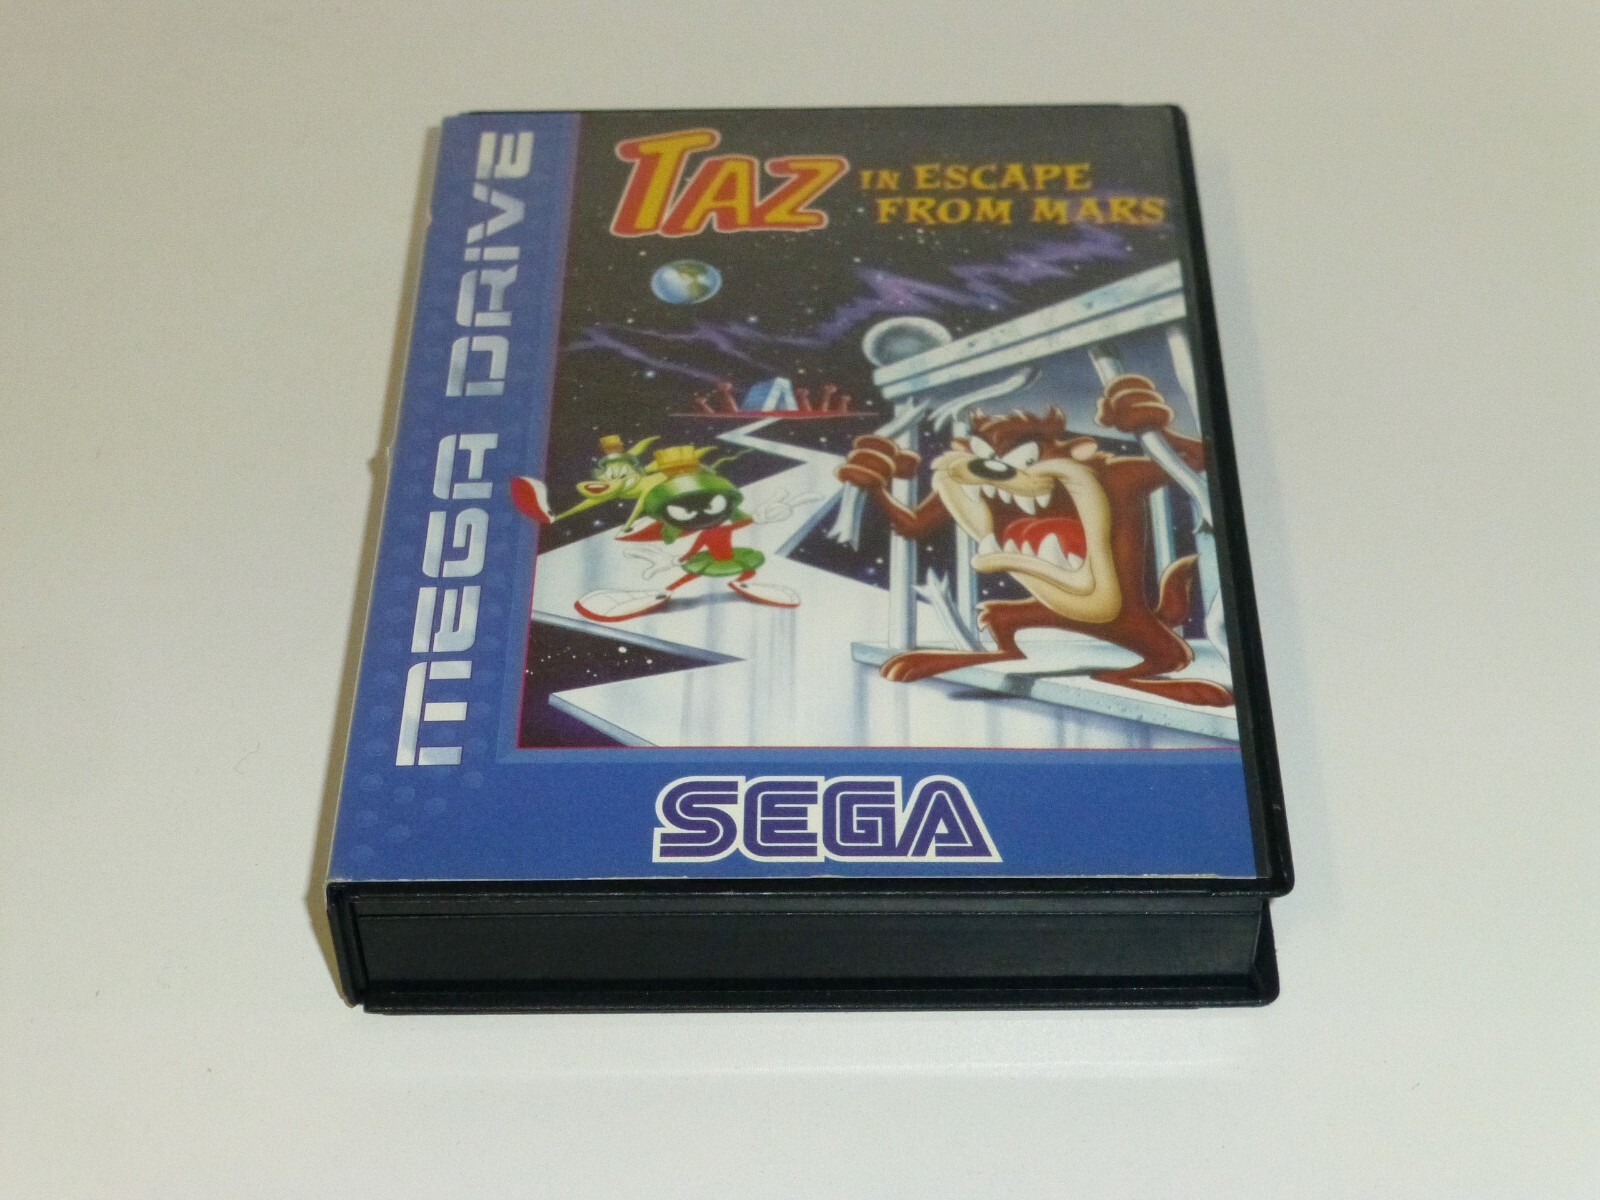 MEGA DRIVE
TAZ IN ESCAPE
FROM MARS
SEGA